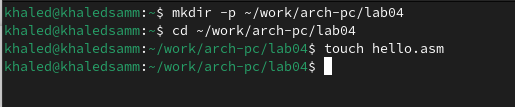 khaled@khaledsamm:~$ mkdir -p ~/work/arch-pc/lab04
khaled@khaledsamm:~$ cd ~/work/arch-pc/lab04
khaled@khaledsamm:~/work/arch-pc/lab04$ touch hello.asm
khaled@khaledsamm:~/work/arch-pc/lab04$